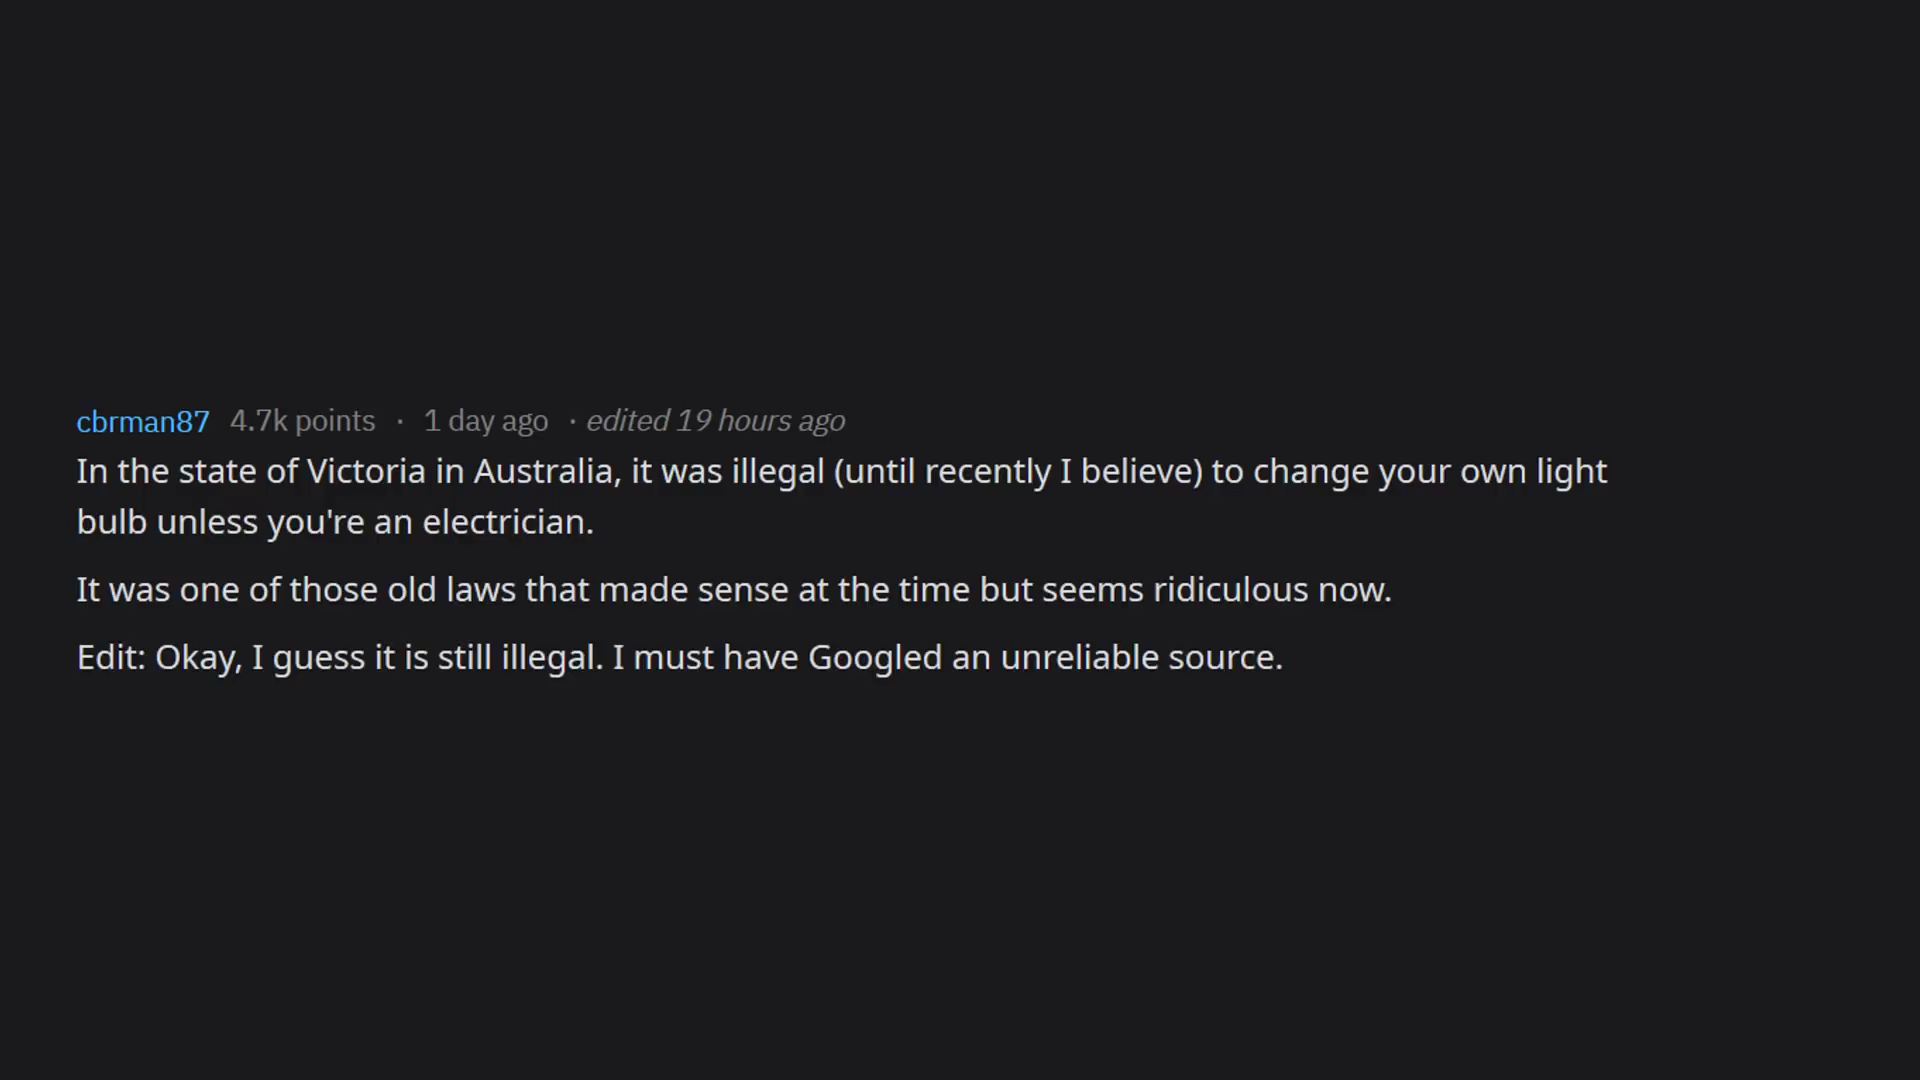 cbrman87 4.7k points · 1 day ago · edited 19 hours ago
In the state of Victoria in Australia, it was illegal (until recently I believe) to change your own light
bulb unless you're an electrician.
It was one of those old laws that made sense at the time but seems ridiculous now.
Edit: Okay, I guess it is still illegal. I must have Googled an unreliable source.